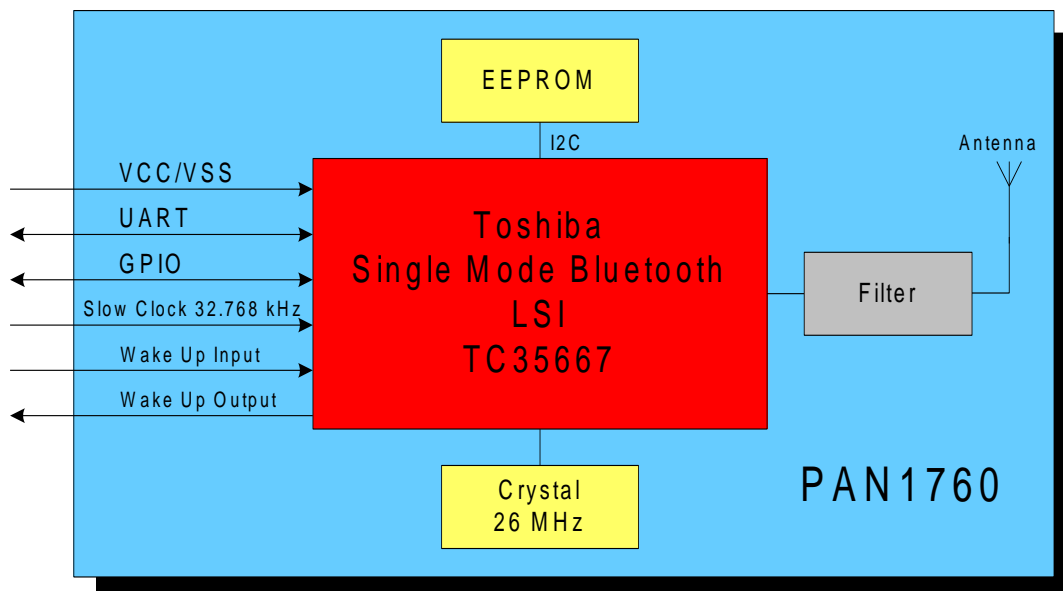 EEPROM
I2C
Antenna
VCC/VSS
UART
GPIO
Slow Clock 32.768 kHz
Wake Up Input
Wake Up Output
Toshiba
Single Mode Bluetooth
LSI
TC35667
Filter
Crystal
26 MHz
PAN1760